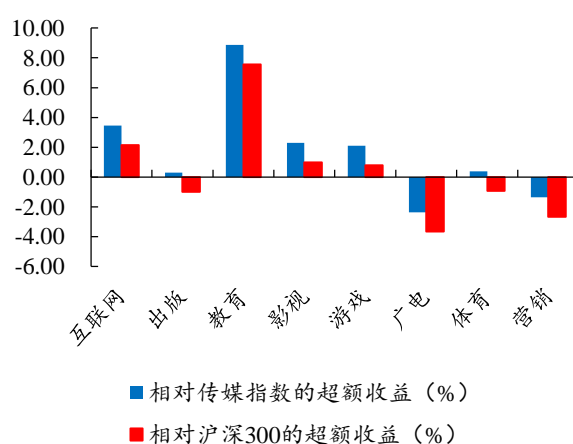 10.00
8.00
6.00
4.00
2.00
0.00
-2.00
-4.00
-6.00
互联网
出版
教育
影视
游戏
广电
体育
营销
相对传媒指数的超额收益（%）
相对沪深300的超额收益（%）